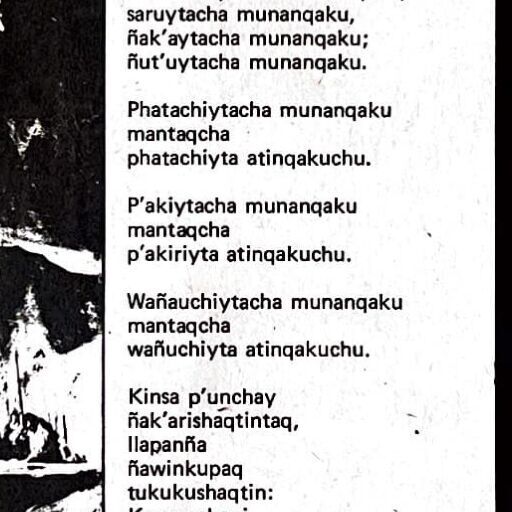 saruytacha munanqaku,
ñak'aytacha munanqaku;
ñut'uytacha munanqaku.
Phatachiytacha munanqaku
mantaqcha
phatachiyta atinqakuchu.
P'akiytacha munanqaku
mantaqcha
p'akiriyta atinqakuchu.
Wañauchiytacha munanqaku
mantaqcha
wañuchiyta atinqakuchu.
Kinsa p'unchay
ñak'arishaqtintaq,
llapanña
ñawinkupaq
tukukushaqtin: